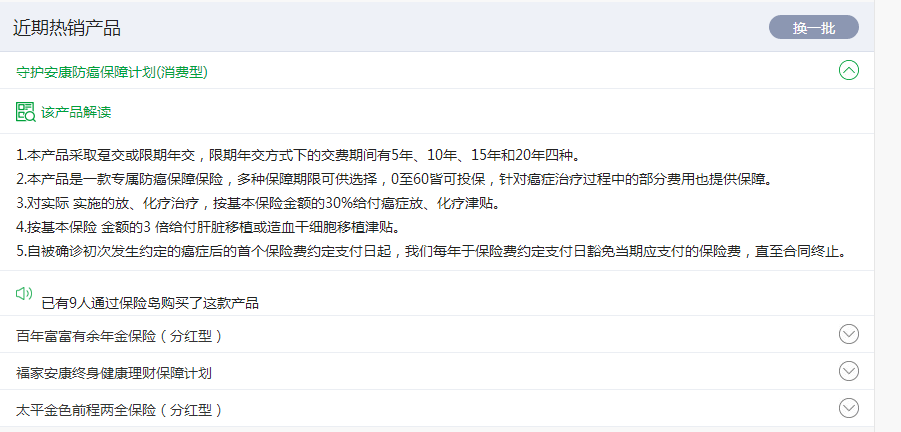 近期热销产品
换一批
守护安康防癌保障计划(消费型)
该产品解读
1.本产品采取趸交或限期年交，限期年交方式下的交费期间有5年、10年、15年和20年四种。
2.本产品是一款专属防癌保障保险，多种保障期限可供选择，0至60皆可投保，针对癌症治疗过程中的部分费用也提供保障。
3.对实际 实施的放、化疗治疗，按基本保险金额的30%给付癌症放、化疗津贴。
4.按基本保险 金额的3 倍给付肝脏移植或造血干细胞移植津贴。
5.自被确诊初次发生约定的癌症后的首个保险费约定支付日起，我们每年于保险费约定支付日豁免当期应支付的保险费，直至合同终止。
已有9人通过保险岛购买了这款产品
百年富富有余年金保险（分红型）
福家安康终身健康理财保障计划
太平金色前程两全保险（分红型）